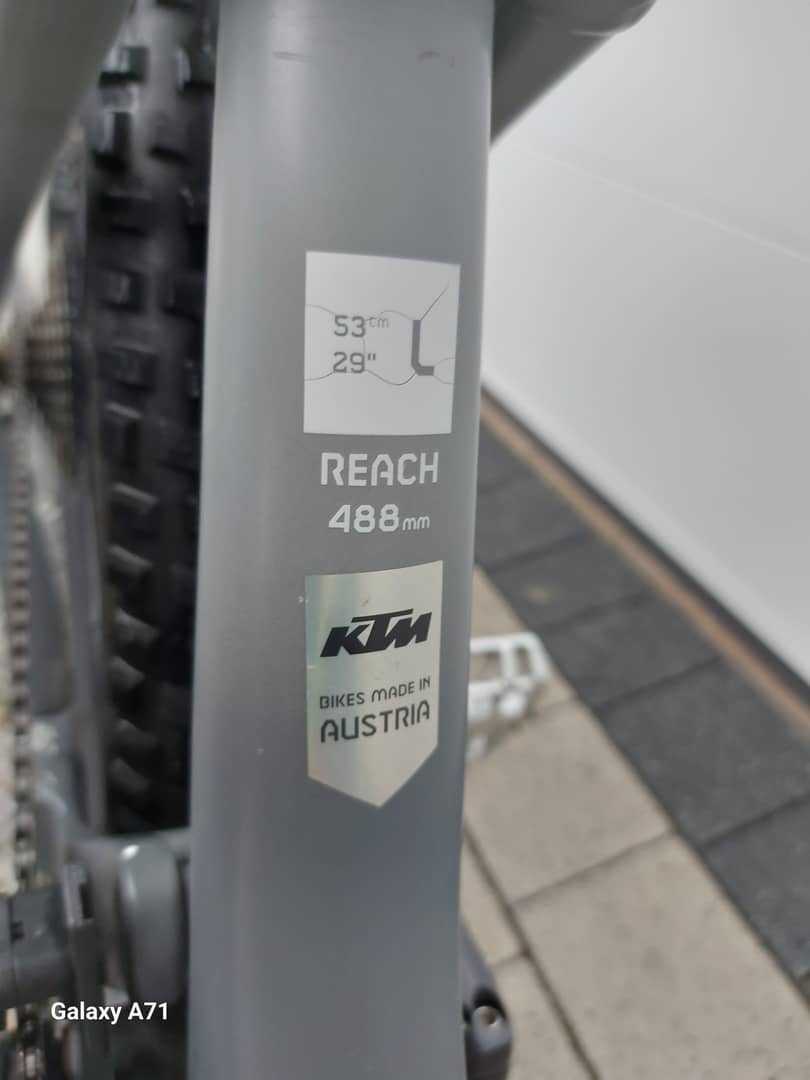 53cm
29" L
REACH
488mm
KTM
BIKES MADE IN
AUSTRIA
Galaxy A71